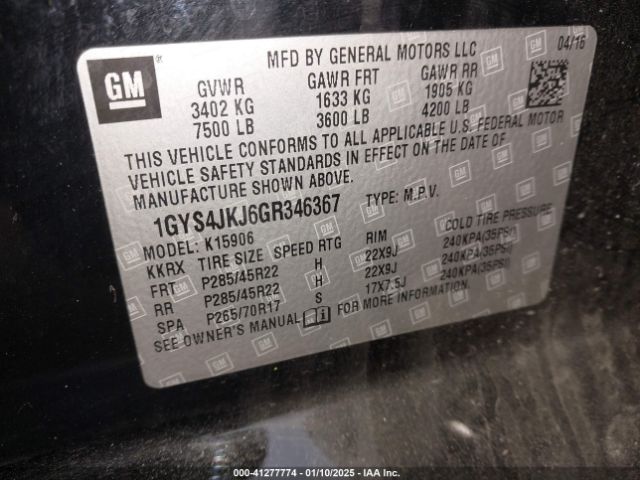 GM ®
MFD BY GENERAL MOTORS LLC 04/16
GVWR GAWR FRT GAWR RR
3402 KG 1633 KG 1905 KG
7500 LB 3600 LB 4200 LB
THIS VEHICLE CONFORMS TO ALL APPLICABLE U.S. FEDERAL MOTOR
VEHICLE SAFETY STANDARDS IN EFFECT ON THE DATE OF
MANUFACTURE SHOWN ABOVE.
1GYS4JKJ6GR346367 TYPE: M.P.V.
MODEL: K15906
KKRX TIRE SIZE SPEED RTG RIM COLD TIRE PRESSURE
FRT P285/45R22 H 22X9J 240KPA(35PSI)
RR P285/45R22 H 22X9J 240KPA(35PSI)
SPA P265/70R17 S 17X7.5J 240KPA(35PSI)
SEE OWNER'S MANUAL FOR MORE INFORMATION.
000-41277774 | 01/10/2025 | IAA Inc.